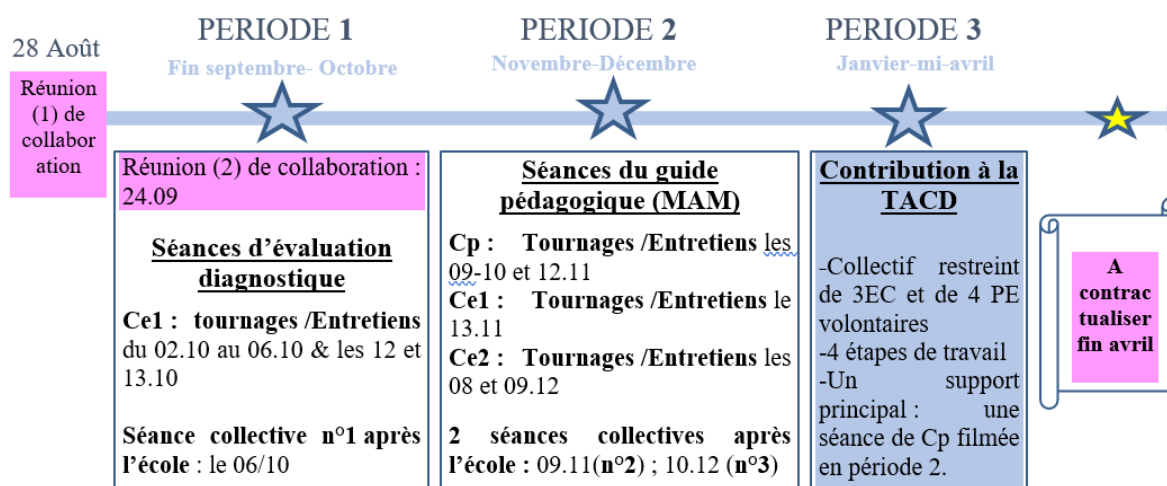 28 Août
Réunion
(1) de
collabor
ation
PERIODE 1
Fin septembre- Octobre
Réunion (2) de collaboration :
24.09
Séances d’évaluation
diagnostique
Ce1 : tournages /Entretiens
du 02.10 au 06.10 & les 12 et
13.10
Séance collective n°1 après
l’école : le 06/10
PERIODE 2
Novembre-Décembre
Séances du guide
pédagogique (MAM)
Cp : Tournages /Entretiens les
09-10 et 12.11
Ce1 : Tournages /Entretiens le
13.11
Ce2 : Tournages /Entretiens les
08 et 09.12
2 séances collectives après
l’école : 09.11(n°2) ; 10.12 (n°3)
PERIODE 3
Janvier-mi-avril
Contribution à la
TACD
-Collectif restreint
de 3EC et de 4 PE
volontaires
-4 étapes de travail
-Un support
principal : une
séance de Cp filmée
en période 2.
A
contrac
tualiser
fin avril